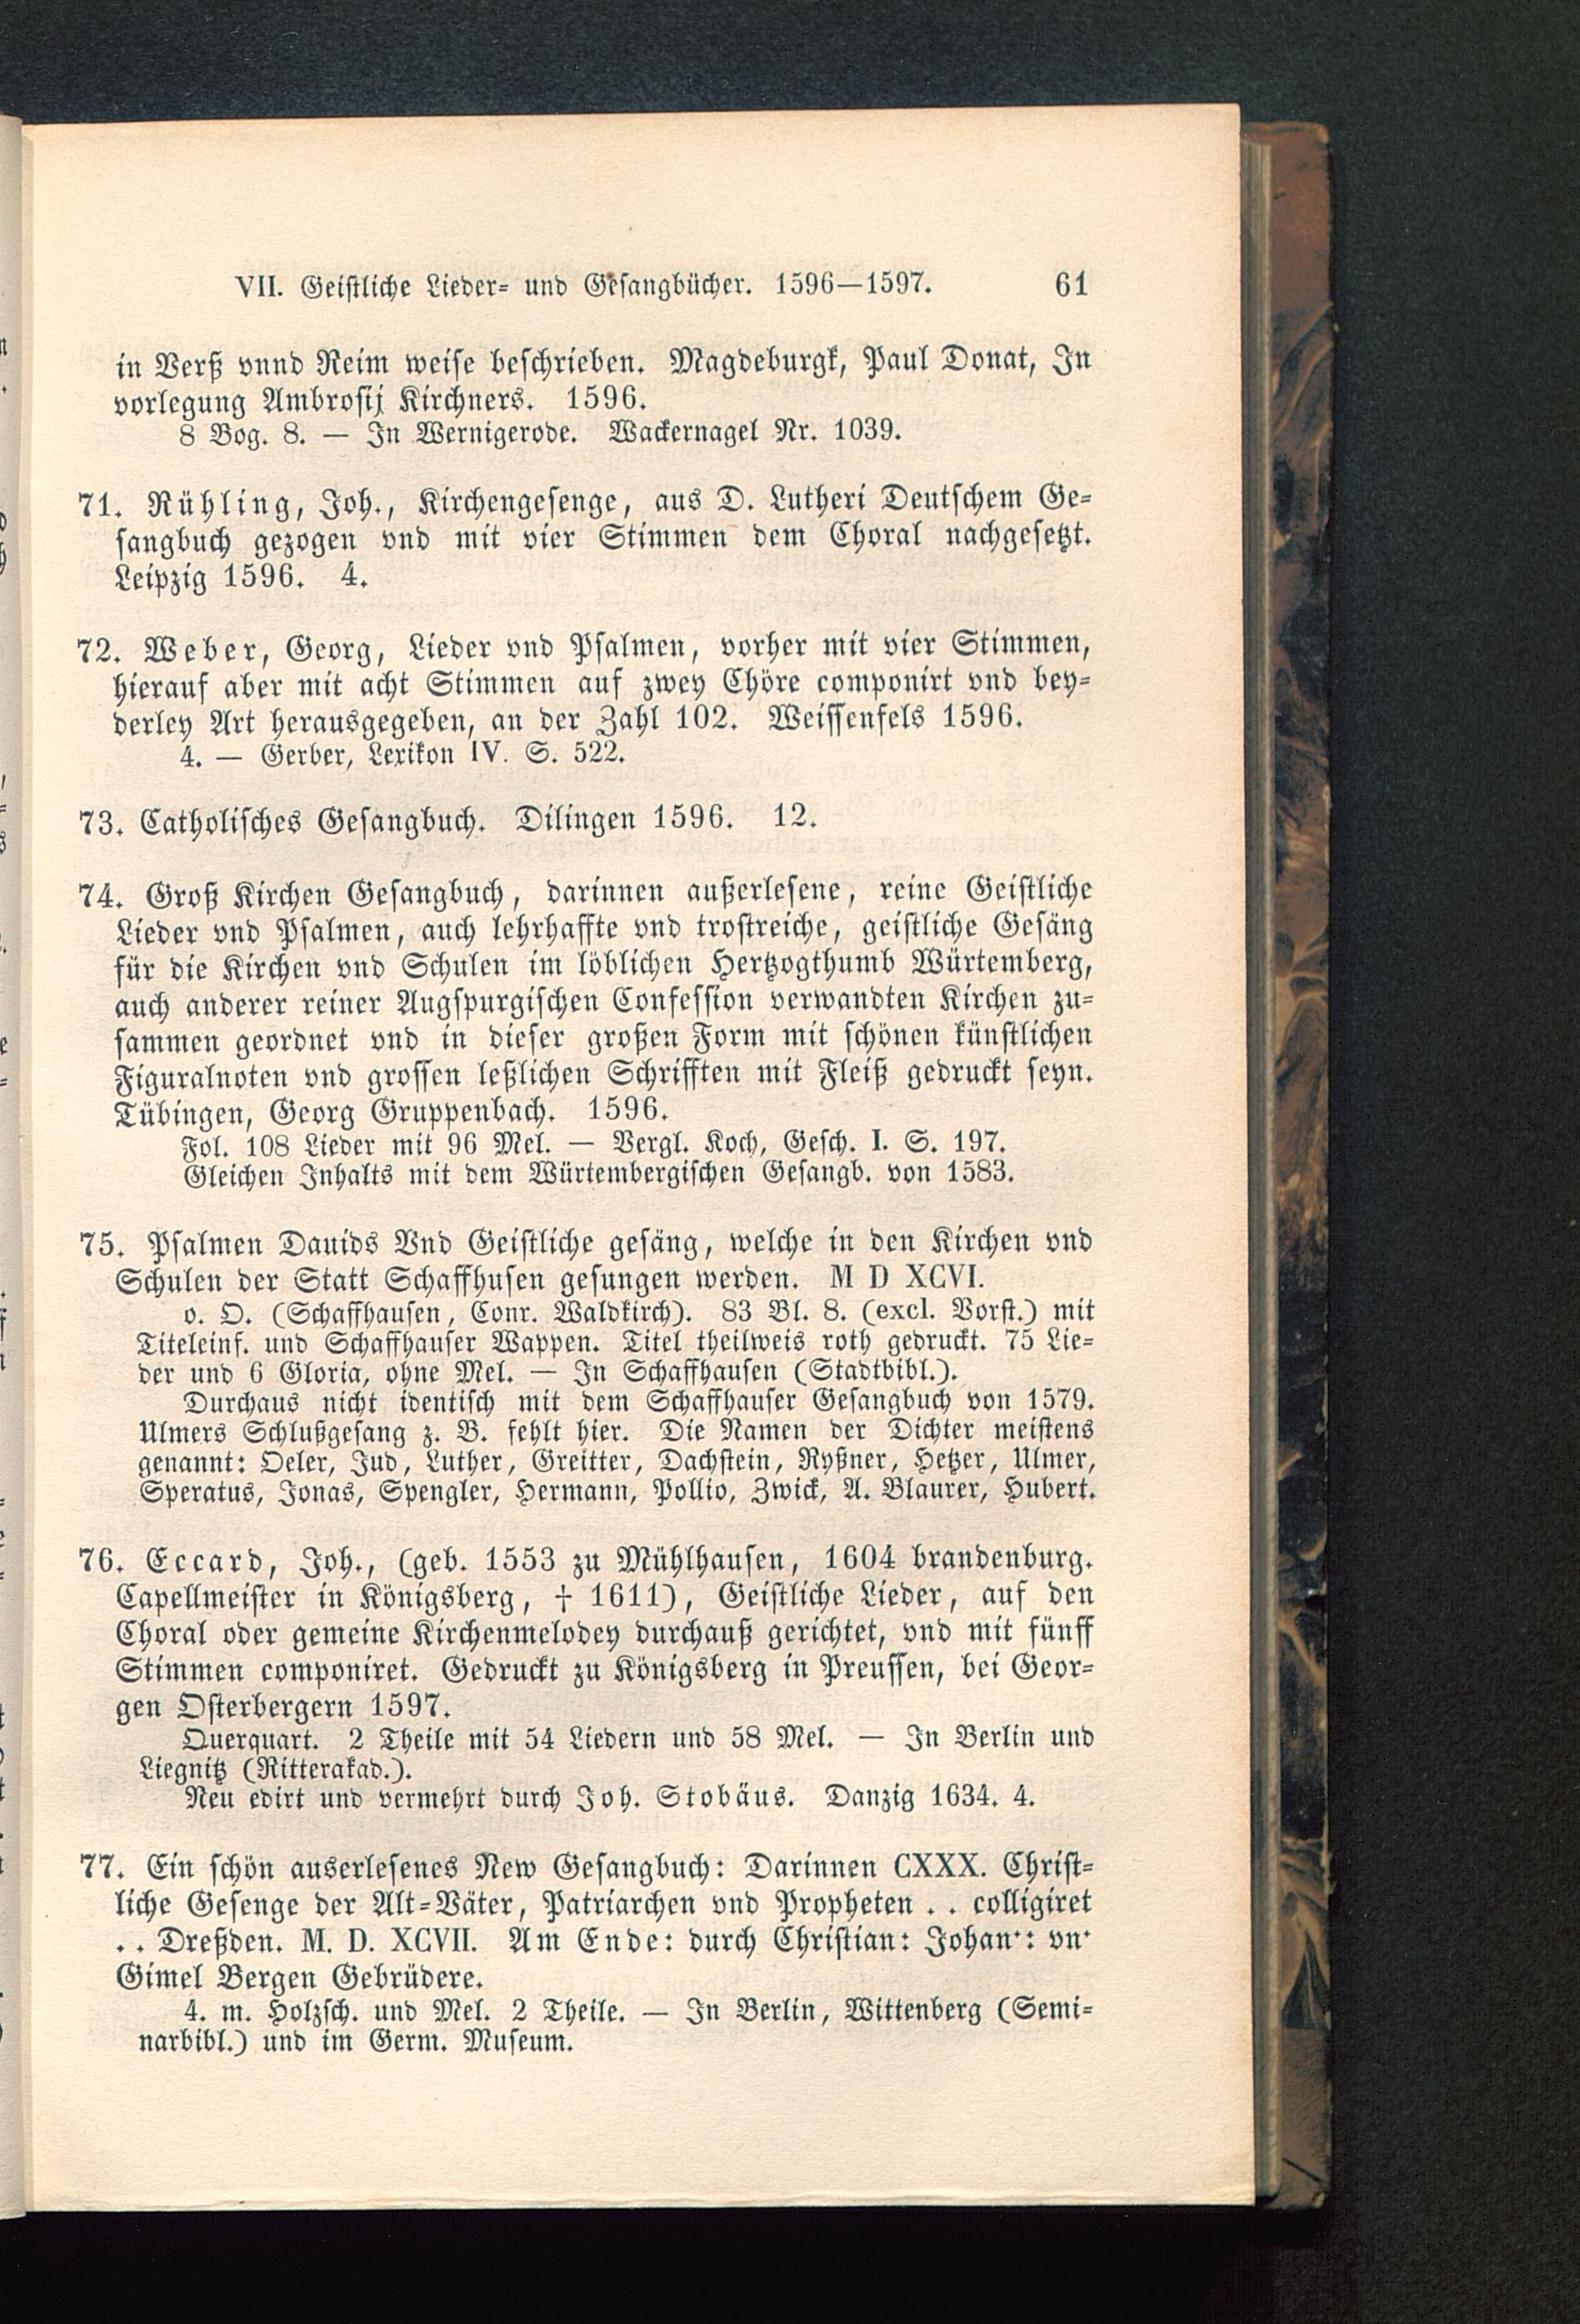 VII. Geistliche Lieder- und Gesangbücher. 1596—1597. 61
in Verß vnnd Reim weise beschrieben. Magdeburgk, Paul Donat, In
vorlegung Ambrosij Kirchners. 1596.
8 Bog. 8. — In Wernigerode. Wackernagel Nr. 1039.
71. Rühling, Joh., Kirchengesenge, aus D. Lutheri Deutschem Ge-
sangbuch gezogen vnd mit vier Stimmen dem Choral nachgesetzt.
Leipzig 1596. 4.
72. Weber, Georg, Lieder vnd Psalmen, vorher mit vier Stimmen,
hierauf aber mit acht Stimmen auf zwey Chöre componirt vnd bey-
derley Art herausgegeben, an der Zahl 102. Weissenfels 1596.
4. — Gerber, Lexikon IV. S. 522.
73. Catholisches Gesangbuch. Dilingen 1596. 12.
74. Groß Kirchen Gesangbuch, darinnen außerlesene, reine Geistliche
Lieder vnd Psalmen, auch lehrhaffte vnd trostreiche, geistliche Gesäng
für die Kirchen vnd Schulen im löblichen Hertzogthumb Würtemberg,
auch anderer reiner Augspurgischen Confession verwandten Kirchen zu-
sammen geordnet vnd in dieser großen Form mit schönen künstlichen
Figuralnoten vnd grossen leßlichen Schrifften mit Fleiß gedruckt seyn.
Tübingen, Georg Gruppenbach. 1596.
Fol. 108 Lieder mit 96 Mel. — Vergl. Koch, Gesch. I. S. 197.
Gleichen Inhalts mit dem Würtembergischen Gesangb. von 1583.
75. Psalmen Dauids Vnd Geistliche gesäng, welche in den Kirchen vnd
Schulen der Statt Schaffhusen gesungen werden. M D XCVI.
o. O. (Schaffhausen, Conr. Waldkirch). 83 Bl. 8. (excl. Vorst.) mit
Titeleinf. und Schaffhauser Wappen. Titel theilweis roth gedruckt. 75 Lie-
der und 6 Gloria, ohne Mel. — In Schaffhausen (Stadtbibl.).
Durchaus nicht identisch mit dem Schaffhauser Gesangbuch von 1579.
Ulmers Schlußgesang z. B. fehlt hier. Die Namen der Dichter meistens
genannt: Oeler, Jud, Luther, Greitter, Dachstein, Ryßner, Hetzer, Ulmer,
Speratus, Jonas, Spengler, Hermann, Pollio, Zwick, A. Blaurer, Hubert.
76. Eccard, Joh., (geb. 1553 zu Mühlhausen, 1604 brandenburg.
Capellmeister in Königsberg, † 1611), Geistliche Lieder, auf den
Choral oder gemeine Kirchenmelodey durchauß gerichtet, vnd mit fünff
Stimmen componiret. Gedruckt zu Königsberg in Preussen, bei Geor-
gen Osterbergern 1597.
Querquart. 2 Theile mit 54 Liedern und 58 Mel. — In Berlin und
Liegnitz (Ritterakad.).
Neu edirt und vermehrt durch Joh. Stobäus. Danzig 1634. 4.
77. Ein schön auserlesenes New Gesangbuch: Darinnen CXXX. Christ-
liche Gesenge der Alt-Väter, Patriarchen vnd Propheten . . colligiret
. . Dreßden. M. D. XCVII. Am Ende: durch Christian: Johan·: vn·
Gimel Bergen Gebrüdere.
4. m. Holzsch. und Mel. 2 Theile. — In Berlin, Wittenberg (Semi-
narbibl.) und im Germ. Museum.